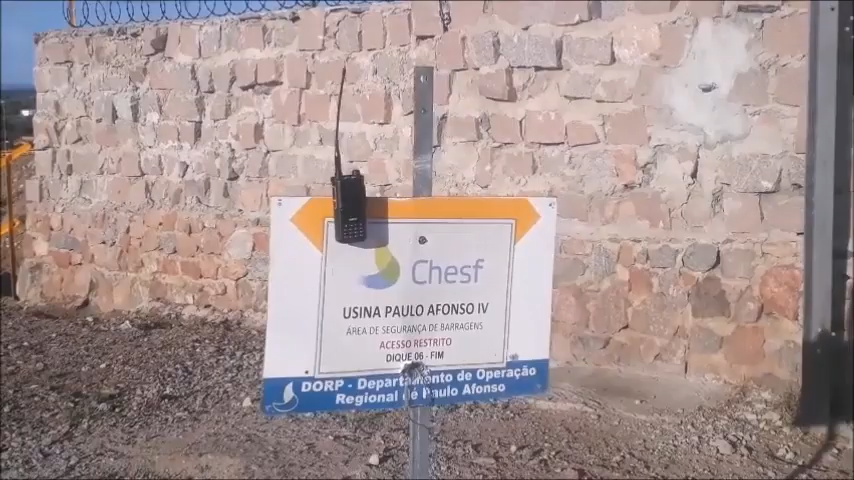 Chesf
USINA PAULO AFONSO IV
ÁREA DE SEGURANÇA DE BARRAGENS
ACESSO RESTRITO
DIQUE 06 - FIM
DORP - Departamento de Operação
Regional de Paulo Afonso